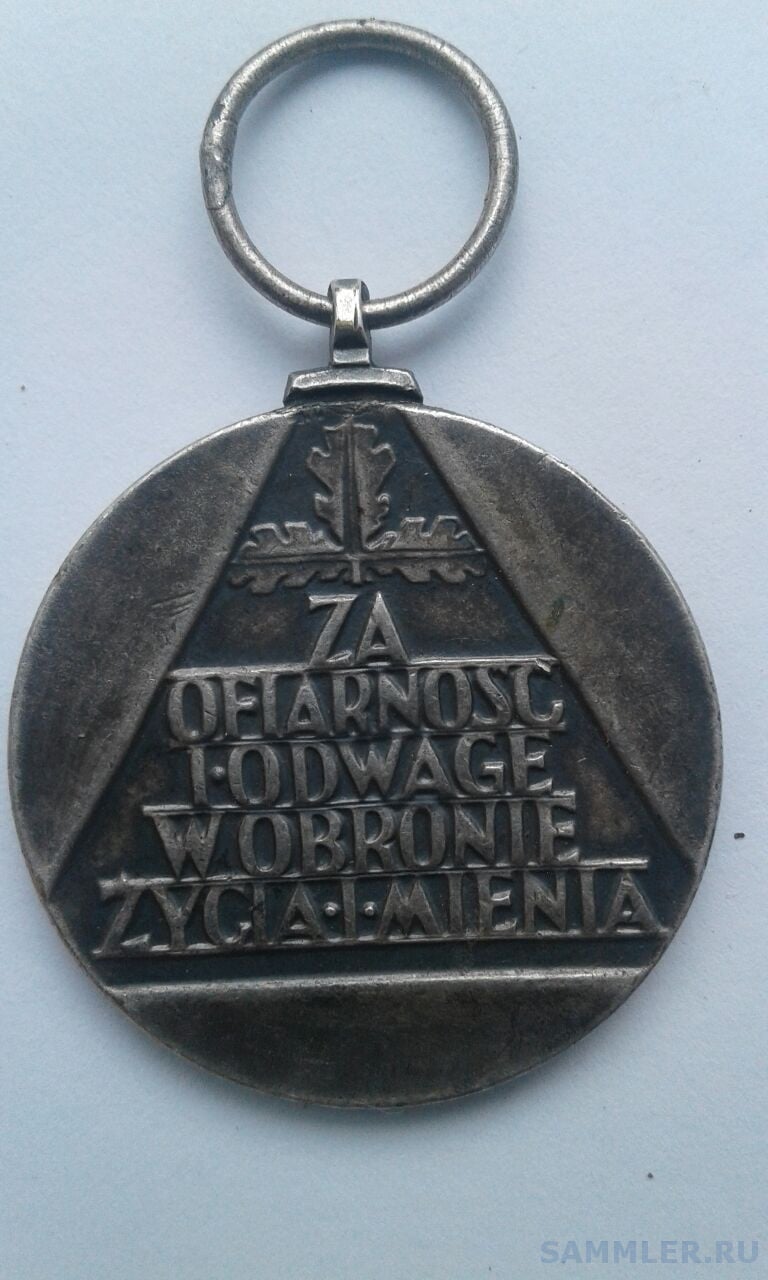 ZA
OFIARNOŚĆ
I·ODWAGĘ
W OBRONIE
ŻYCIA·I·MIENIA
SAMMLER.RU